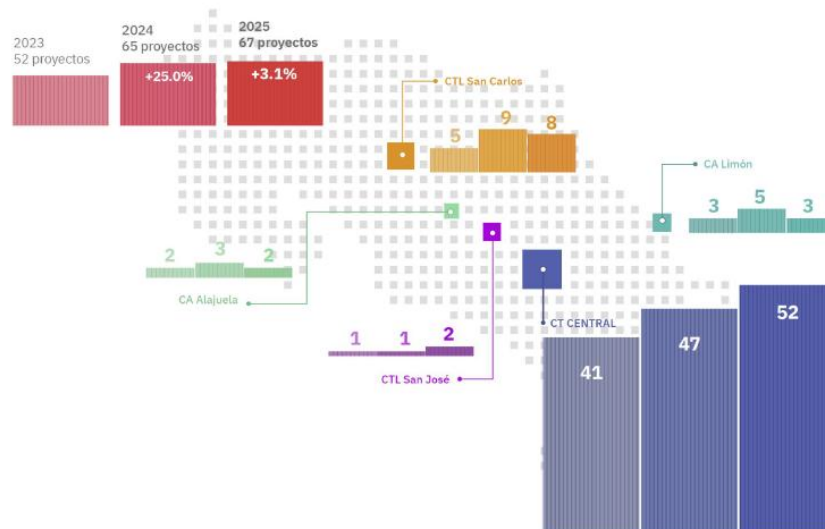 2023
52 proyectos
2024
65 proyectos
+25.0%
2025
67 proyectos
+3.1%
CTL San Carlos
5
9
8
CA Limón
3
5
3
2
3
2
CA Alajuela
1
1
2
CTL San José
CT CENTRAL
41
47
52